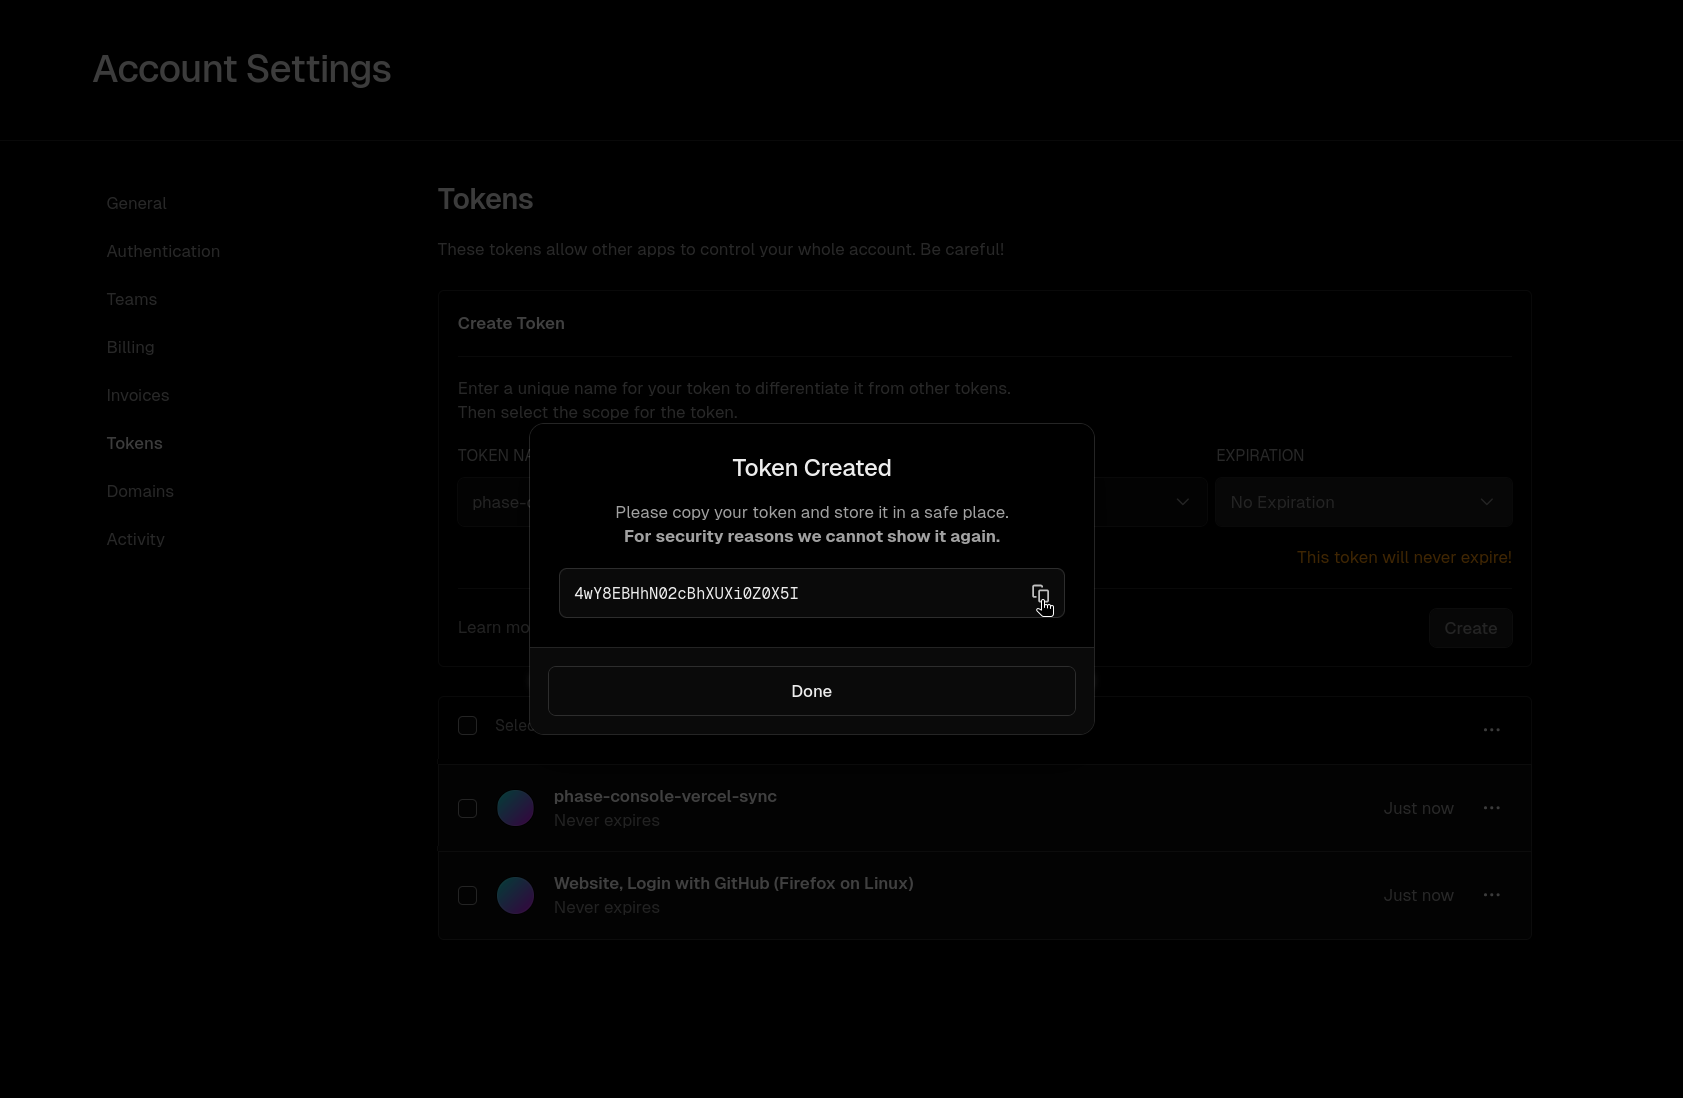 Account Settings
General
Authentication
Teams
Billing
Invoices
Tokens
Domains
Activity
Tokens
These tokens allow other apps to control your whole account. Be careful!
Create Token
Enter a unique name for your token to differentiate it from other tokens.
Then select the scope for the token.
TOKEN NA
EXPIRATION
phase-c
No Expiration
This token will never expire!
Learn mo
Create
Token Created
Please copy your token and store it in a safe place.
For security reasons we cannot show it again.
4wY8EBHhN02cBhXUXi0Z0X5I
Done
Selec
phase-console-vercel-sync
Never expires
Just now
Website, Login with GitHub (Firefox on Linux)
Never expires
Just now